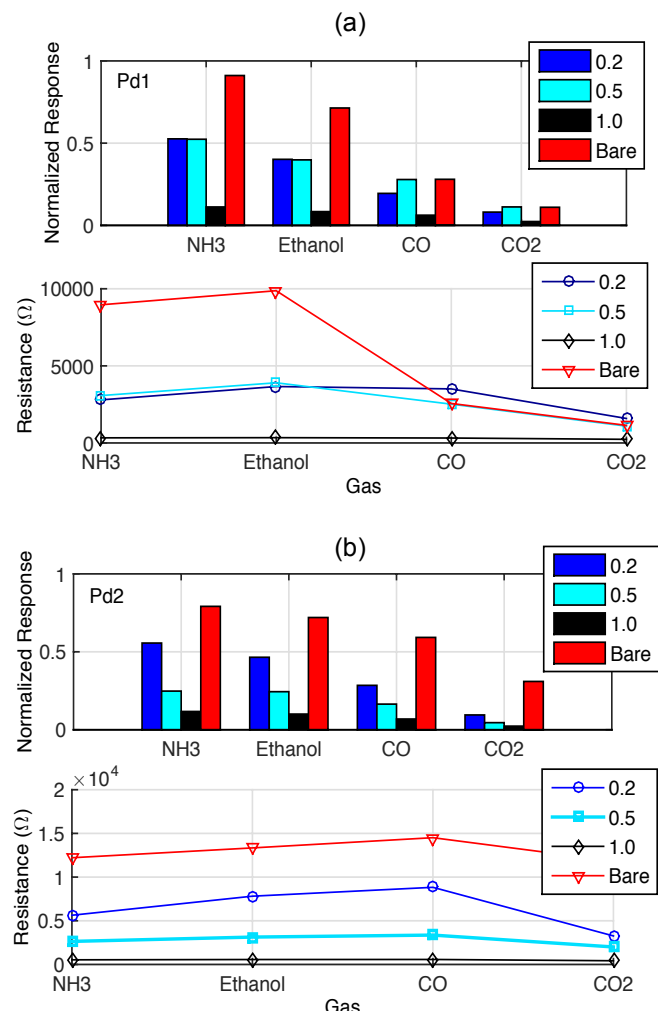 (a)
Normalized Response
1
0.5
0
Pd1
0.2
0.5
1.0
Bare
NH3 Ethanol CO CO2
Resistance (Ω)
10000
5000
0
0.2
0.5
1.0
Bare
NH3 Ethanol CO CO2
Gas
(b)
Normalized Response
1
0.5
0
Pd2
0.2
0.5
1.0
Bare
NH3 Ethanol CO CO2
Resistance (Ω)
×10⁴
2
1.5
1
0.5
0
0.2
0.5
1.0
Bare
NH3 Ethanol CO CO2
Gas